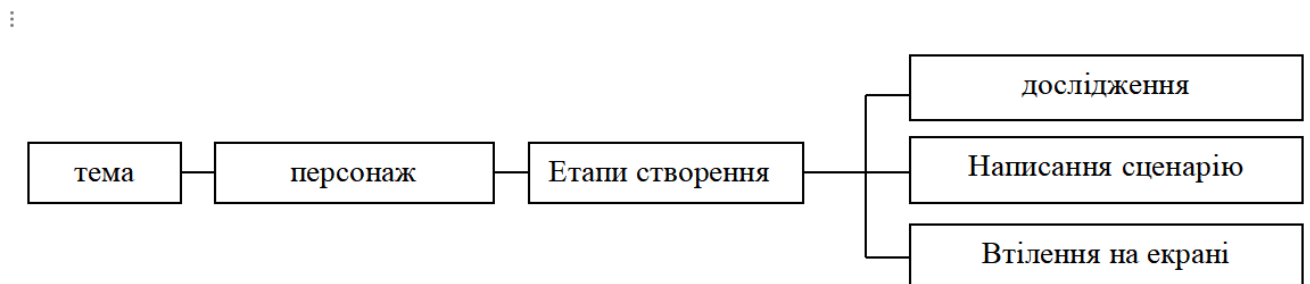 тема
персонаж
Етапи створення
дослідження
Написання сценарію
Втілення на екрані